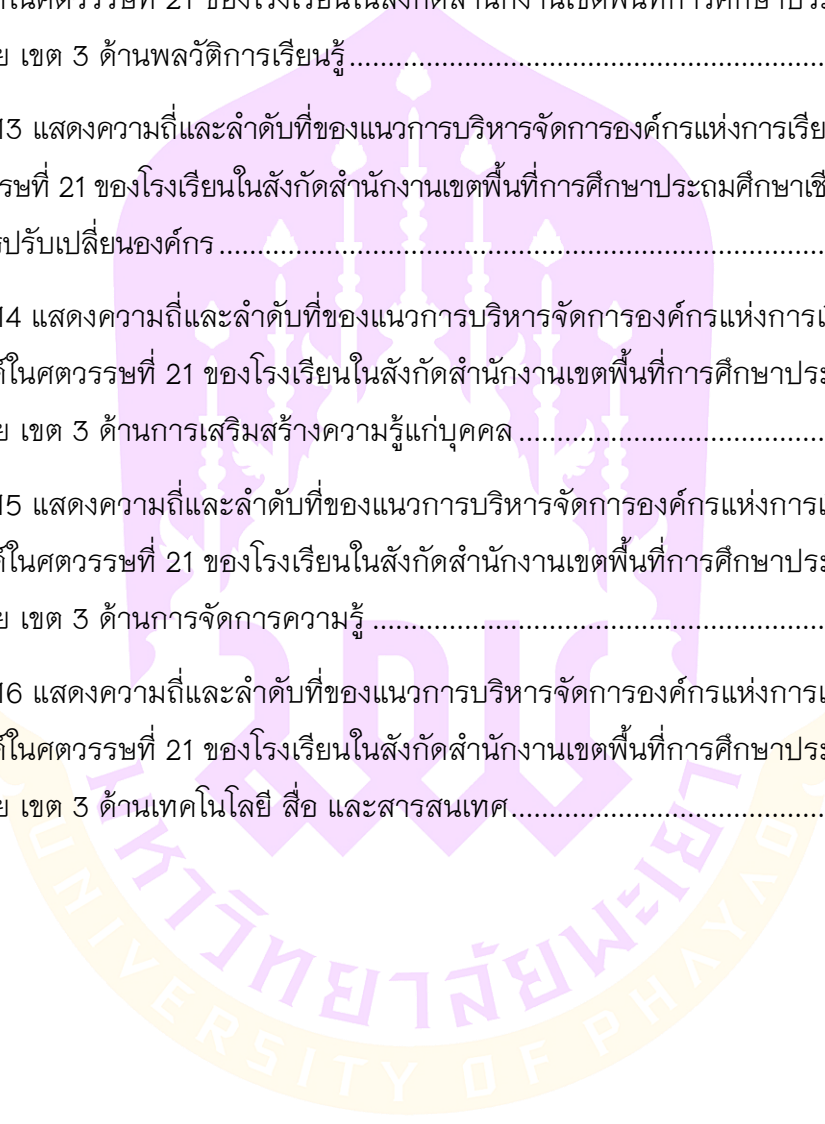 ในศตวรรษที่ 21 ของโรงเรียนในสังกัดสำนักงานเขตพื้นที่การศึกษา
เขต 3 ด้านพลวัติการเรียนรู้
13 แสดงความถี่และลำดับที่ของแนวการบริหารจัดการองค์กรแห่งการเรีย
รษที่ 21 ของโรงเรียนในสังกัดสำนักงานเขตพื้นที่การศึกษาประถมศึกษาเชี
รปรับเปลี่ยนองค์กร
14 แสดงความถี่และลำดับที่ของแนวการบริหารจัดการองค์กรแห่งการเ
ในศตวรรษที่ 21 ของโรงเรียนในสังกัดสำนักงานเขตพื้นที่การศึกษาประ
ย เขต 3 ด้านการเสริมสร้างความรู้แก่บุคคล
15 แสดงความถี่และลำดับที่ของแนวการบริหารจัดการองค์กรแห่งการเ
ในศตวรรษที่ 21 ของโรงเรียนในสังกัดสำนักงานเขตพื้นที่การศึกษาประ
ย เขต 3 ด้านการจัดการความรู้
16 แสดงความถี่และลำดับที่ของแนวการบริหารจัดการองค์กรแห่งการเ
ในศตวรรษที่ 21 ของโรงเรียนในสังกัดสำนักงานเขตพื้นที่การศึกษาประ
ย เขต 3 ด้านเทคโนโลยี สื่อ และสารสนเทศ
มหาวิทยาลัยพะเยา
UNIVERSITY OF PHAYAO